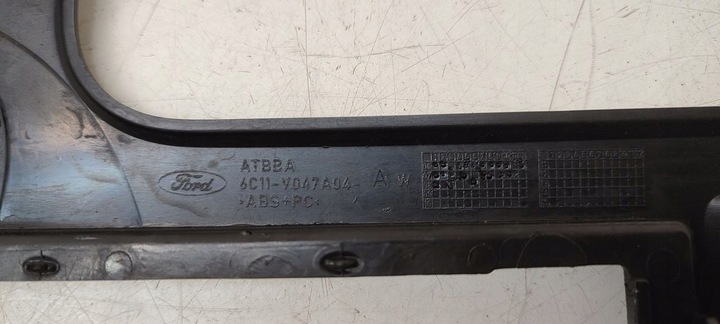 Ford
ATBBA
6C11-V047A04- A W
>ABS+PC<